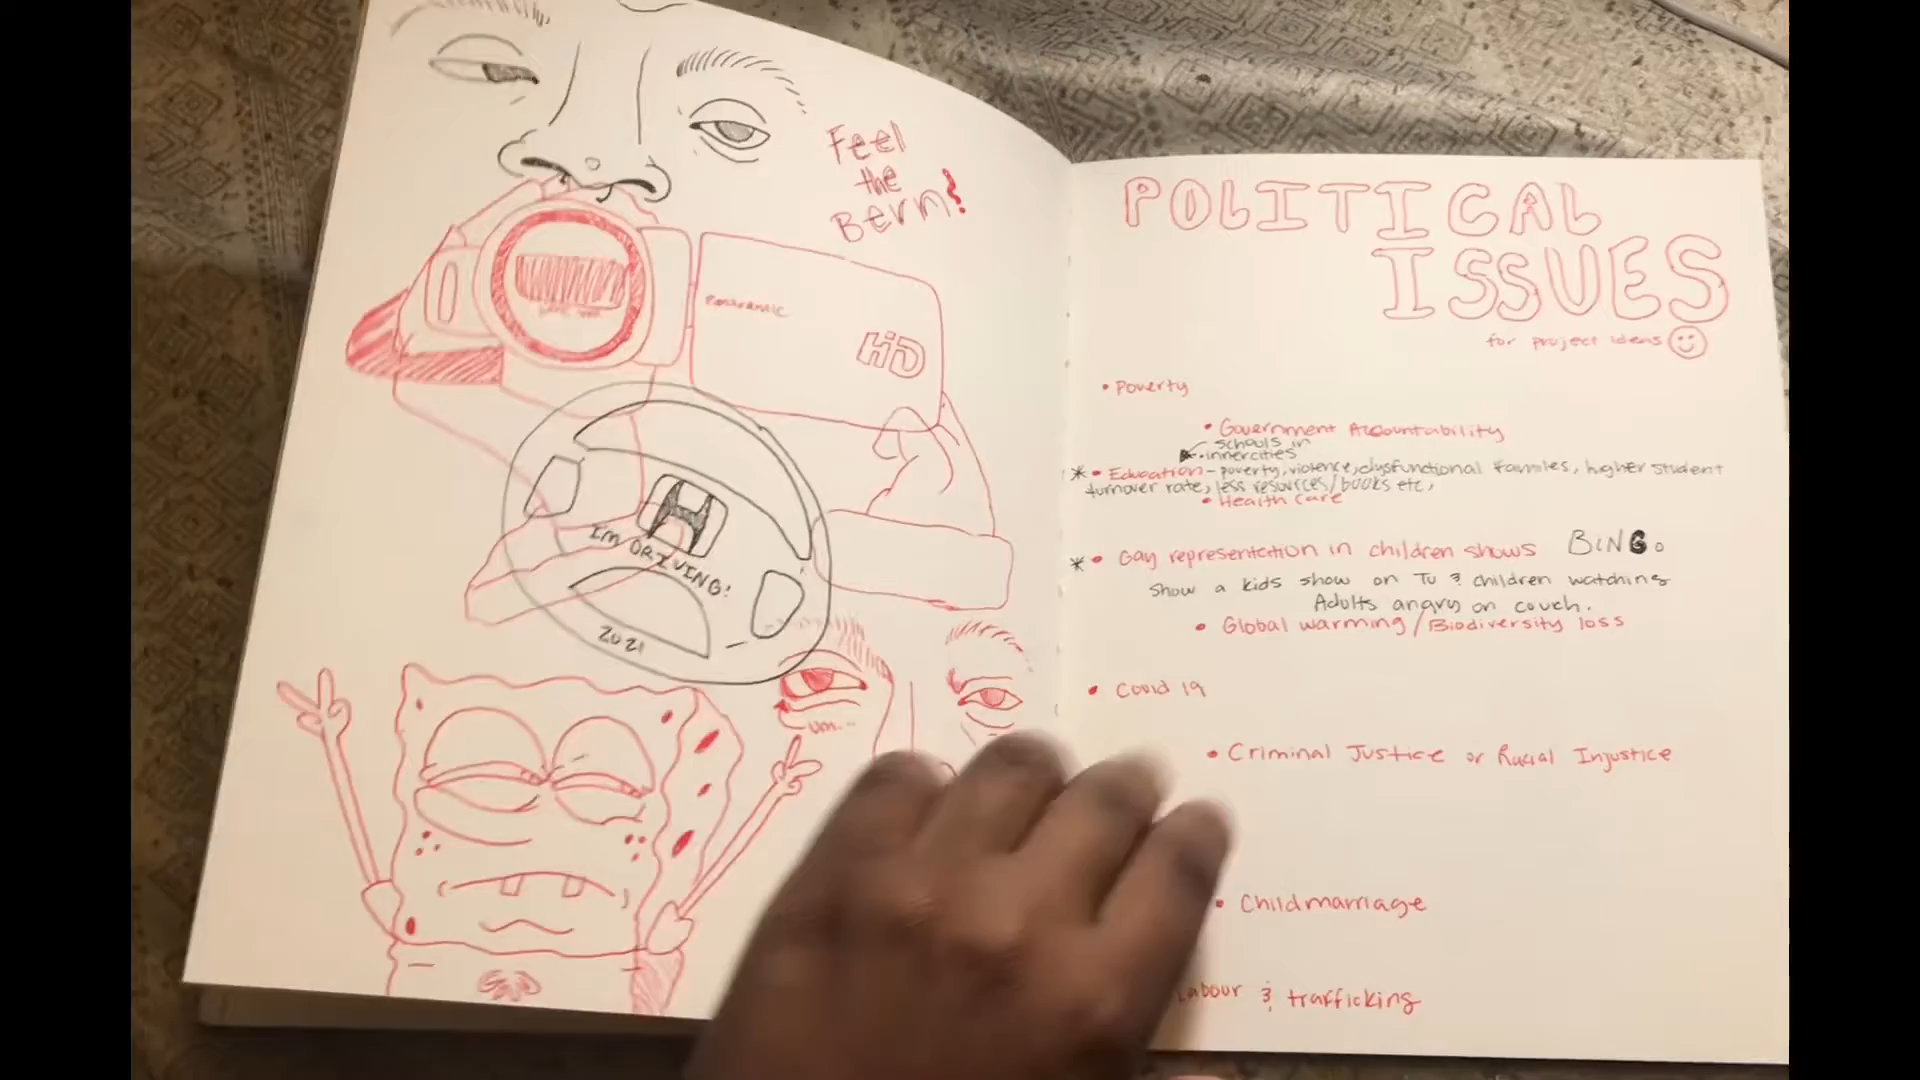 Feel
the
Bern!
Panaramic
HD
H
I'm DRIVING!
2021
um...
POLITICAL
ISSUES
for project ideas
• Poverty
• Government Accountability
schools in
• innercities
* • Education - poverty, violence, dysfunctional familes, higher student
turnover rate, less resources/books etc,
• Health care
* • Gay representation in children shows BINGO
Show a kids show on TV & children watching
Adults angry on couch.
• Global warming/Biodiversity loss
• Covid 19
• Criminal Justice or Racial Injustice
• Childmarriage
Labour & trafficking